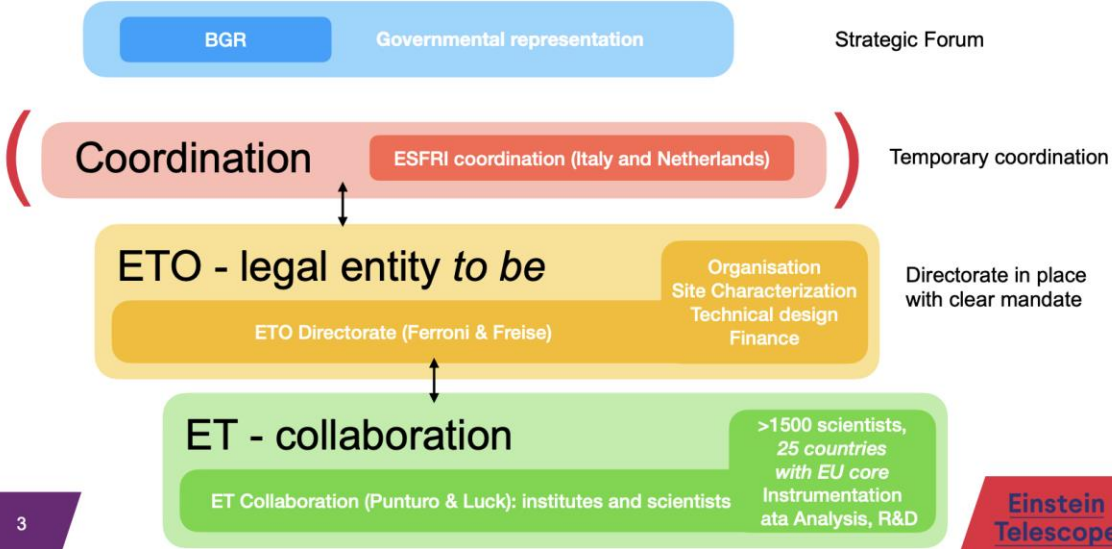 BGR
Governmental representation
Strategic Forum
Coordination
ESFRI coordination (Italy and Netherlands)
Temporary coordination
ETO - legal entity to be
Organisation
Site Characterization
Technical design
Finance
ETO Directorate (Ferroni & Freise)
Directorate in place
with clear mandate
ET - collaboration
>1500 scientists,
25 countries
with EU core
Instrumentation
ata Analysis, R&D
ET Collaboration (Punturo & Luck): institutes and scientists
3
Einstein
Telescope